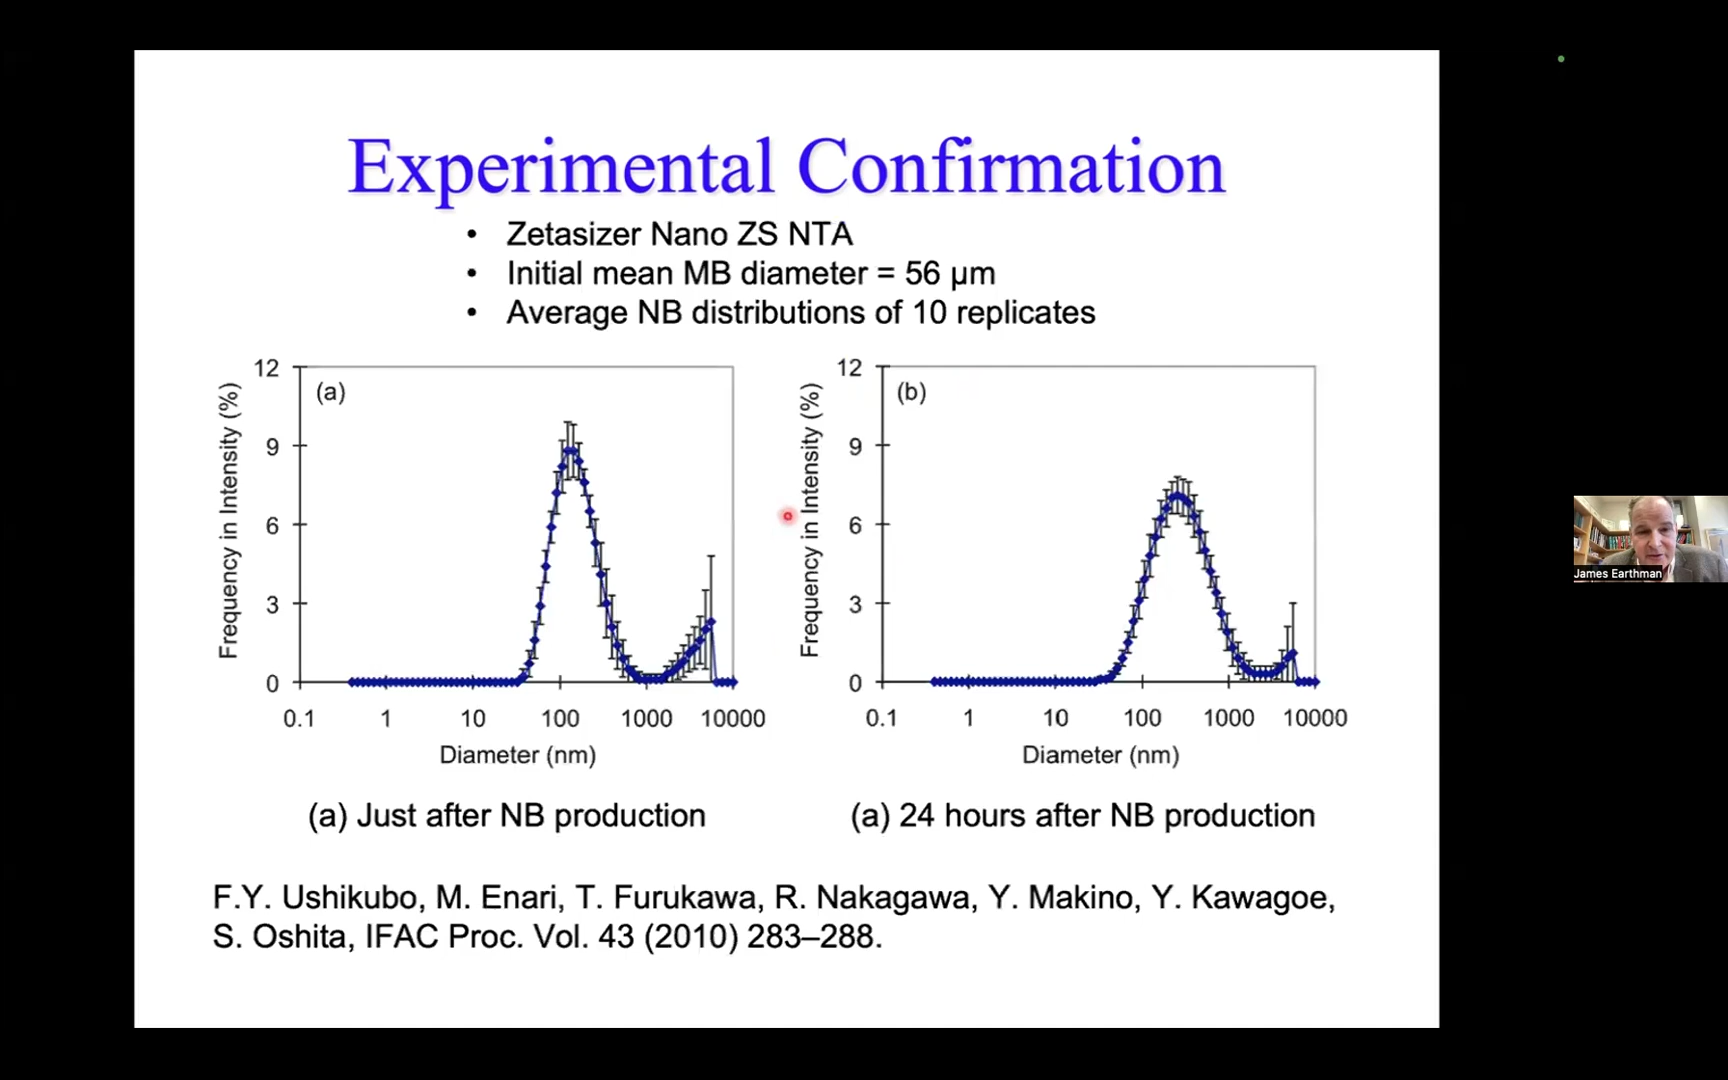 Experimental Confirmation
• Zetasizer Nano ZS NTA
• Initial mean MB diameter = 56 μm
• Average NB distributions of 10 replicates
(a)
Frequency in Intensity (%)
12
9
6
3
0
0.1 1 10 100 1000 10000
Diameter (nm)
(b)
Frequency in Intensity (%)
12
9
6
3
0
0.1 1 10 100 1000 10000
Diameter (nm)
(a) Just after NB production
(a) 24 hours after NB production
F.Y. Ushikubo, M. Enari, T. Furukawa, R. Nakagawa, Y. Makino, Y. Kawagoe,
S. Oshita, IFAC Proc. Vol. 43 (2010) 283–288.
James Earthman